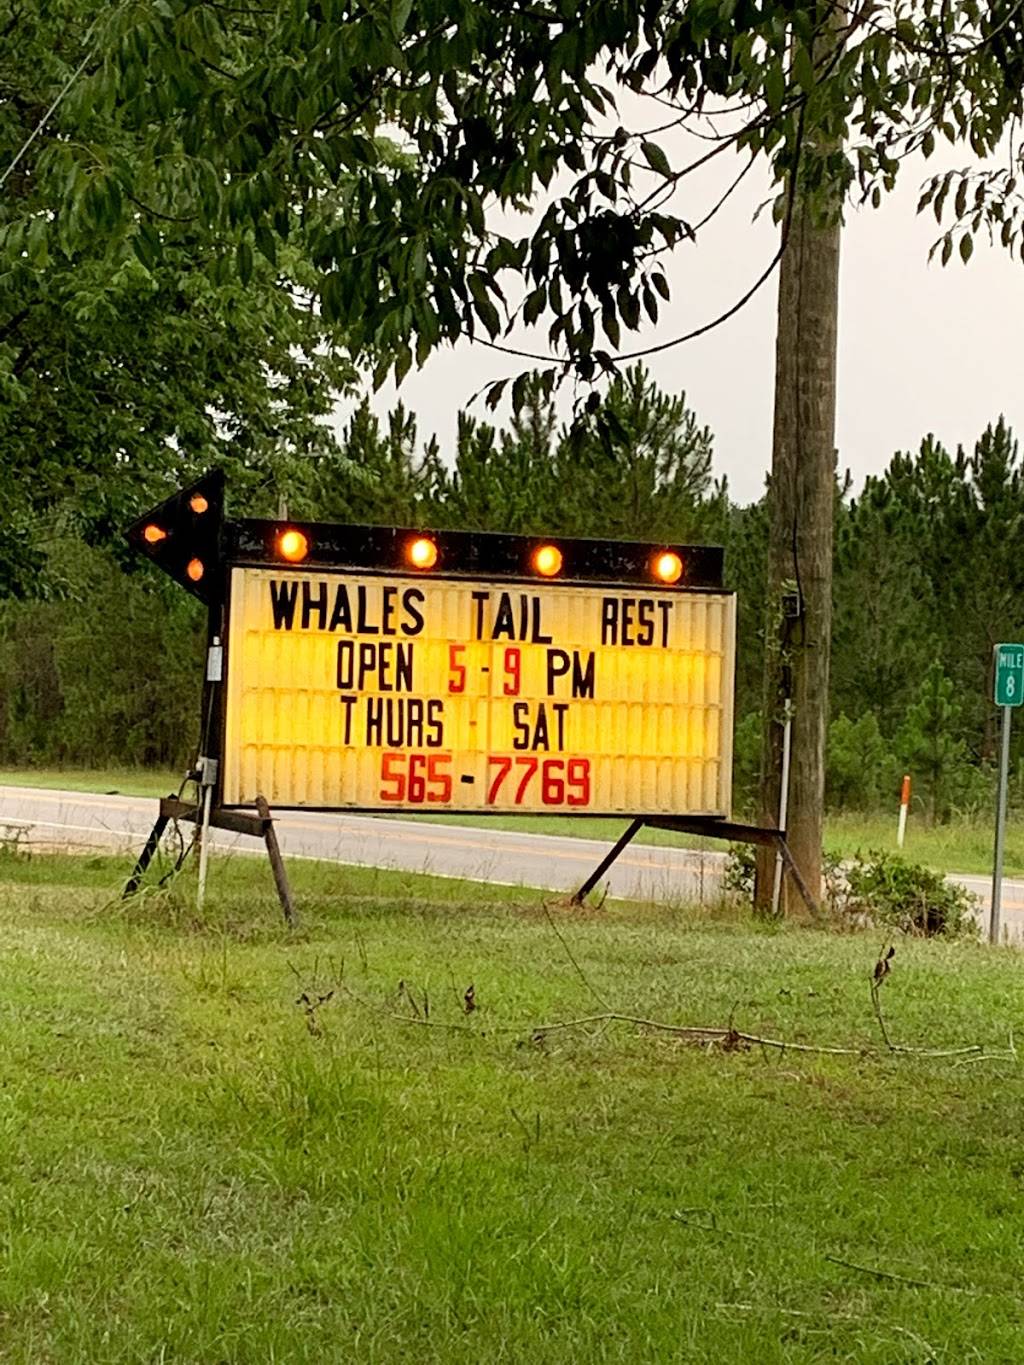 WHALES TAIL REST
OPEN 5-9 PM
THURS - SAT
565-7769
MILE
8